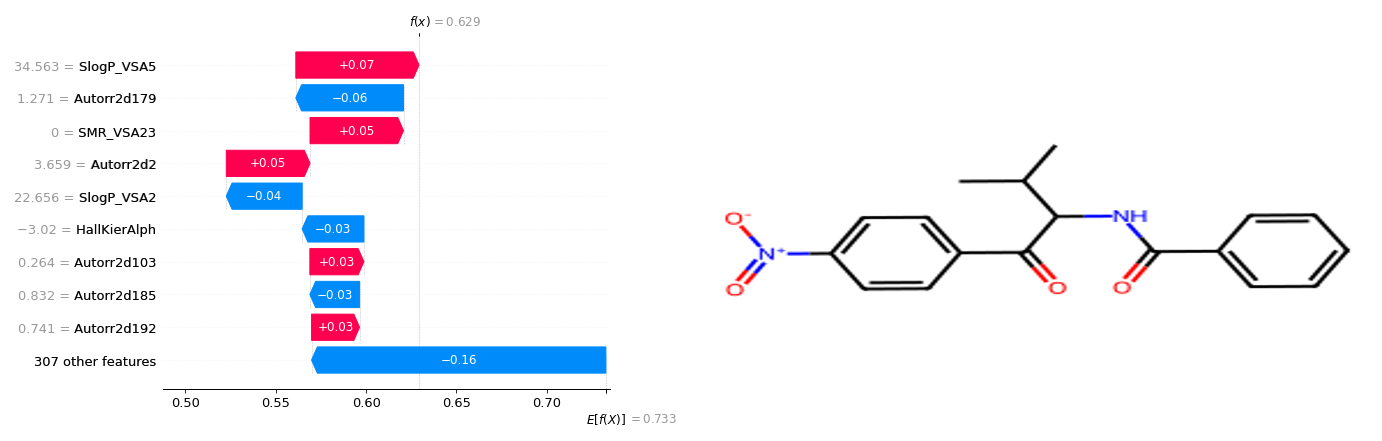 f(x) = 0.629
34.563 = SlogP_VSA5
+0.07
1.271 = Autorr2d179
−0.06
0 = SMR_VSA23
+0.05
3.659 = Autorr2d2
+0.05
22.656 = SlogP_VSA2
−0.04
−3.02 = HallKierAlph
−0.03
0.264 = Autorr2d103
+0.03
0.832 = Autorr2d185
−0.03
0.741 = Autorr2d192
+0.03
307 other features
−0.16
0.50 0.55 0.60 0.65 0.70
E[f(X)] = 0.733
O⁻
N⁺
O
O
NH
O